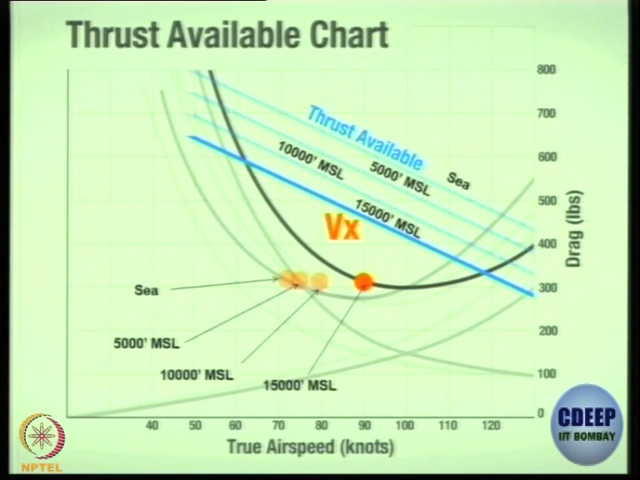 Thrust Available Chart
800
700
600
500
400
300
200
100
0
Drag (lbs)
Thrust Available
Sea
5000' MSL
10000' MSL
15000' MSL
Vx
Sea
5000' MSL
10000' MSL
15000' MSL
40 50 60 70 80 90 100 110 120
True Airspeed (knots)
NPTEL
CDEEP
IIT BOMBAY